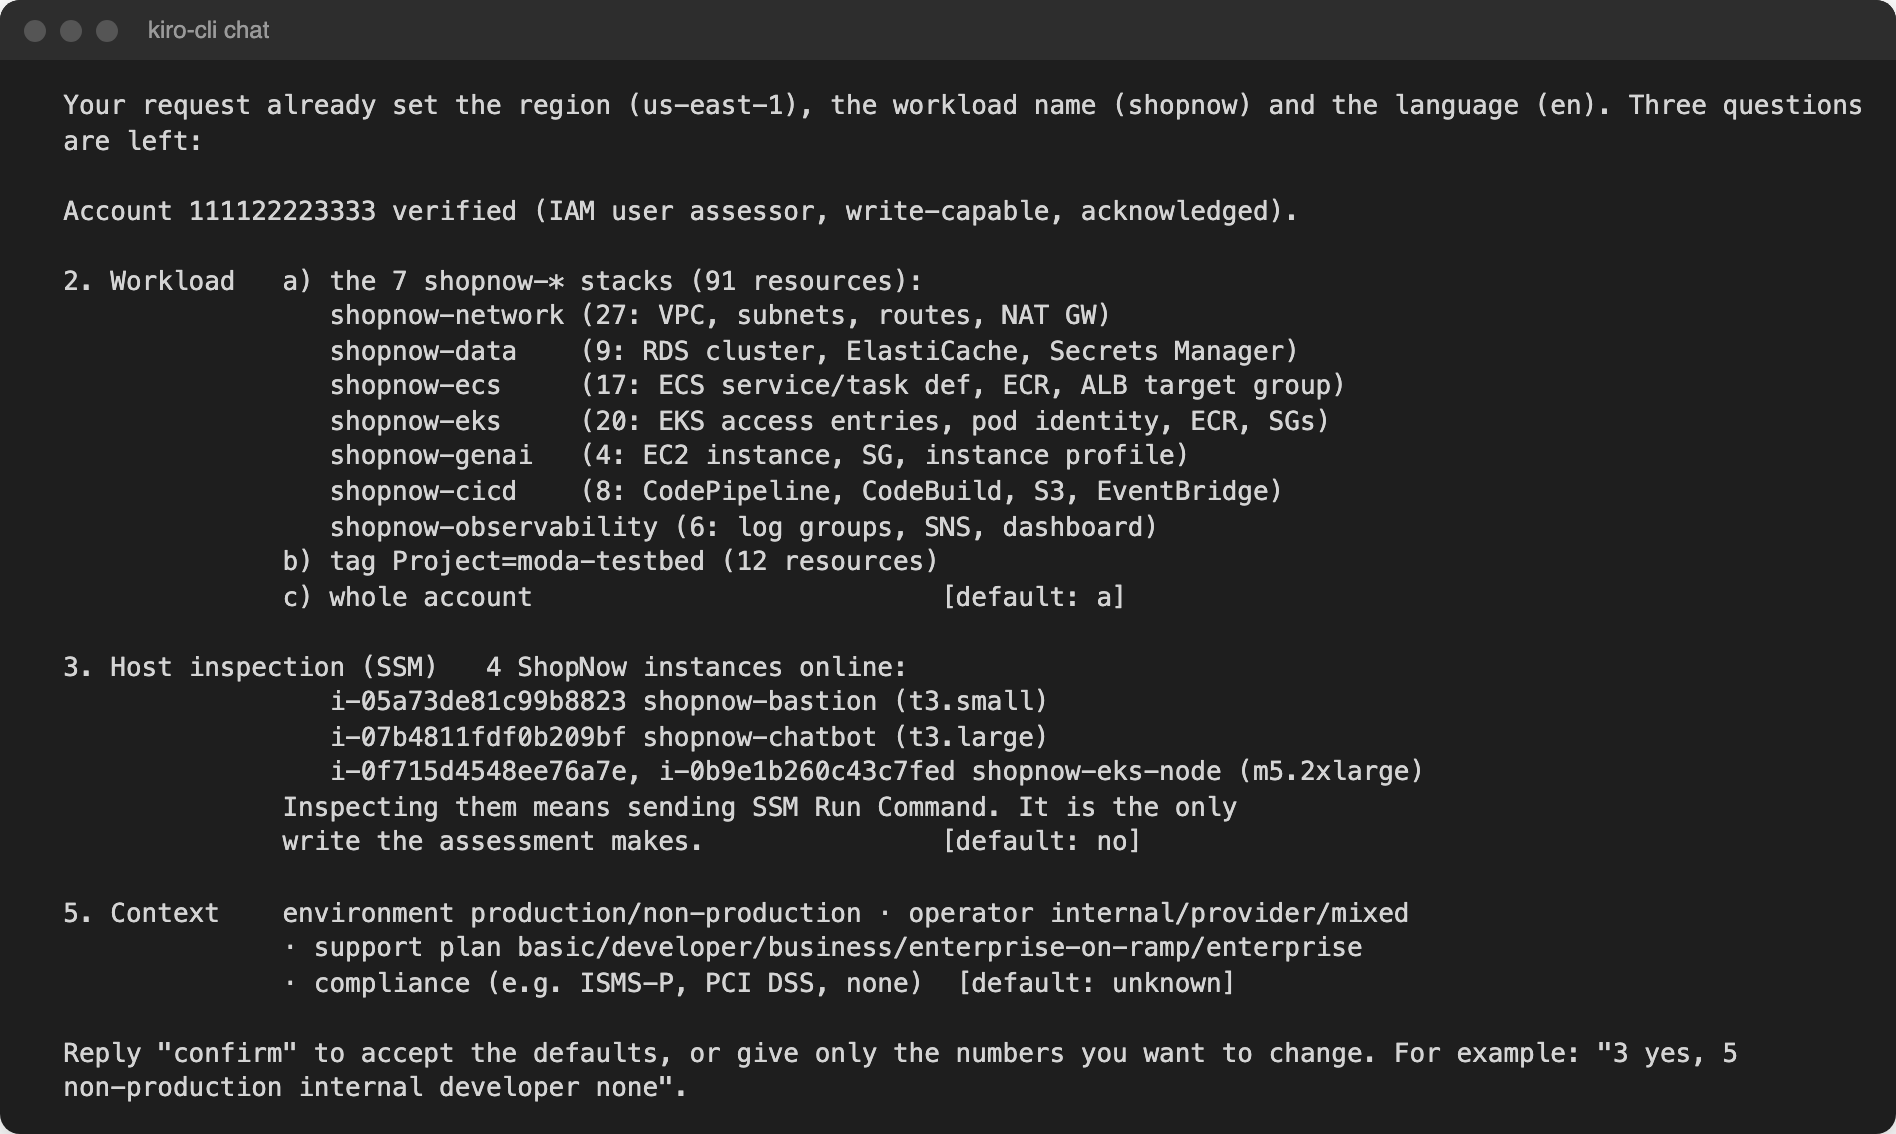 kiro-cli chat
Your request already set the region (us-east-1), the workload name (shopnow) and the language (en). Three questions
are left:
Account 111122223333 verified (IAM user assessor, write-capable, acknowledged).
2. Workload   a) the 7 shopnow-* stacks (91 resources):
shopnow-network (27: VPC, subnets, routes, NAT GW)
shopnow-data    (9: RDS cluster, ElastiCache, Secrets Manager)
shopnow-ecs     (17: ECS service/task def, ECR, ALB target group)
shopnow-eks     (20: EKS access entries, pod identity, ECR, SGs)
shopnow-genai   (4: EC2 instance, SG, instance profile)
shopnow-cicd    (8: CodePipeline, CodeBuild, S3, EventBridge)
shopnow-observability (6: log groups, SNS, dashboard)
b) tag Project=moda-testbed (12 resources)
c) whole account                          [default: a]
3. Host inspection (SSM)   4 ShopNow instances online:
i-05a73de81c99b8823 shopnow-bastion (t3.small)
i-07b4811fdf0b209bf shopnow-chatbot (t3.large)
i-0f715d4548ee76a7e, i-0b9e1b260c43c7fed shopnow-eks-node (m5.2xlarge)
Inspecting them means sending SSM Run Command. It is the only
write the assessment makes.               [default: no]
5. Context    environment production/non-production · operator internal/provider/mixed
· support plan basic/developer/business/enterprise-on-ramp/enterprise
· compliance (e.g. ISMS-P, PCI DSS, none)  [default: unknown]
Reply "confirm" to accept the defaults, or give only the numbers you want to change. For example: "3 yes, 5
non-production internal developer none".